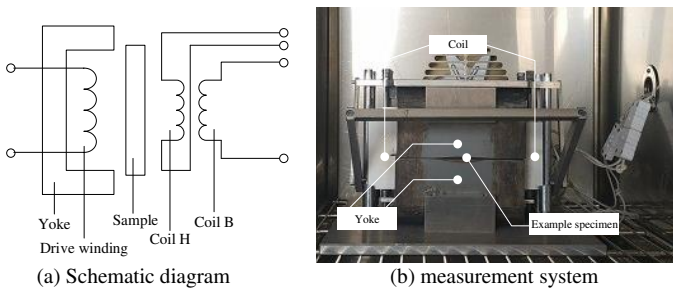 Yoke
Drive winding
Sample
Coil H
Coil B
(a) Schematic diagram
Coil
Yoke
Example specimen
(b) measurement system